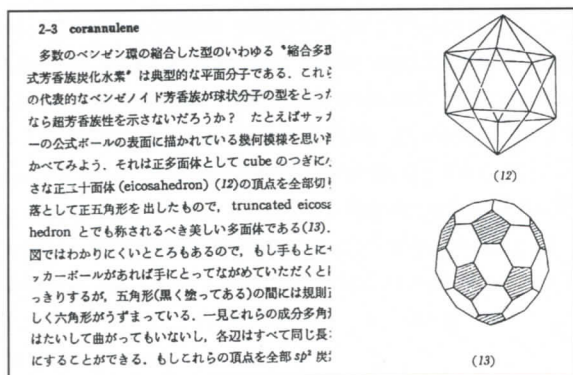 2-3 corannulene
多数のベンゼン環の縮合した型のいわゆる〝縮合多環
式芳香族炭化水素〟は典型的な平面分子である. これら
の代表的なベンゼノイド芳香族が球状分子の型をとった
なら超芳香族性を示さないだろうか? たとえばサッカ
ーの公式ボールの表面に描かれている幾何模様を思い
かべてみよう. それは正多面体として cube のつぎに
さな正二十面体 (eicosahedron) (12)の頂点を全部切り
落として正五角形を出したもので, truncated eicosa
hedron とでも称されるべき美しい多面体である(13).
図ではわかりにくいところもあるので, もし手もとにサ
ッカーボールがあれば手にとってながめていただくとは
っきりするが, 五角形(黒く塗ってある)の間には規則正
しく六角形がうずまっている. 一見これらの成分多角形
はたいして曲がってもいないし, 各辺はすべて同じ長さ
にすることができる. もしこれらの頂点を全部 sp² 炭
(12)
(13)